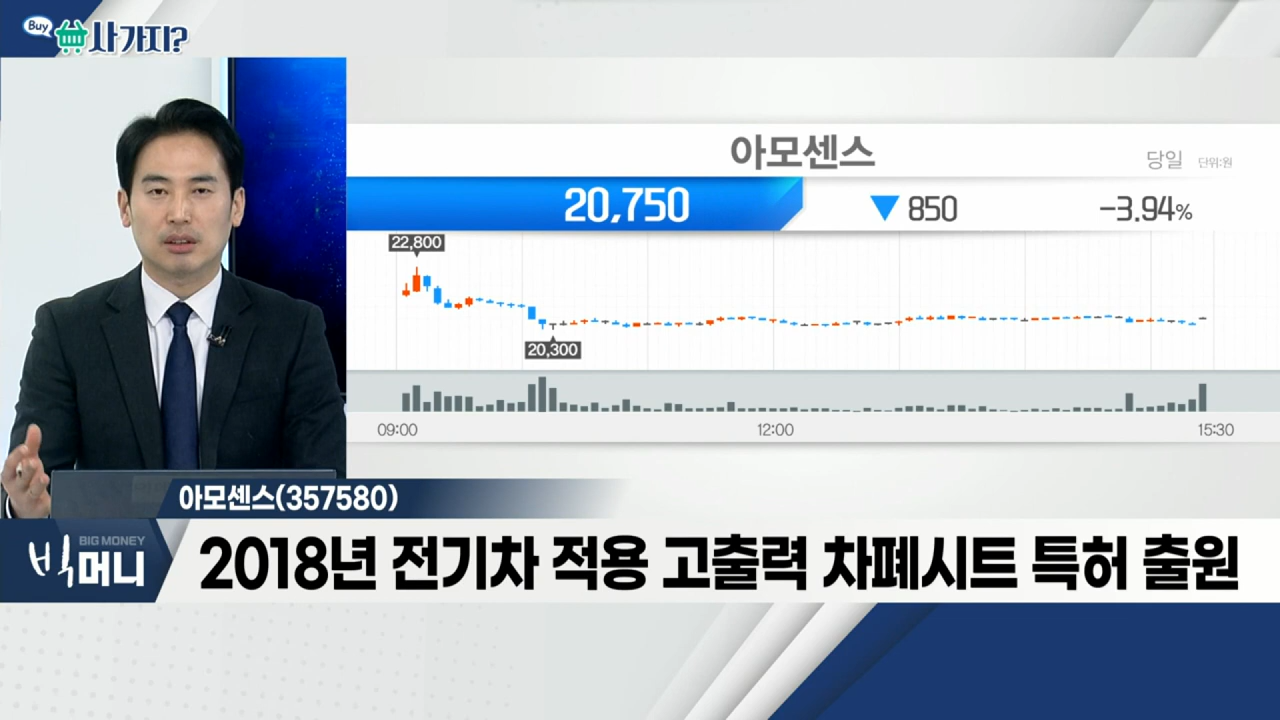 Buy
사가지?
아모센스
당일 단위:원
20,750 ▼ 850 -3.94%
22,800
20,300
09:00 12:00 15:30
아모센스(357580)
BIG MONEY
빅머니
2018년 전기차 적용 고출력 차폐시트 특허 출원